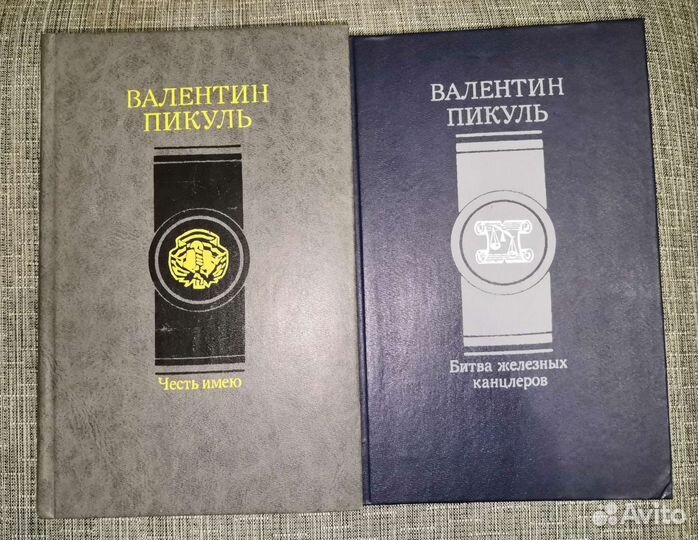 ВАЛЕНТИН
ПИКУЛЬ
Честь имею
ВАЛЕНТИН
ПИКУЛЬ
Битва железных
канцлеров
Avito